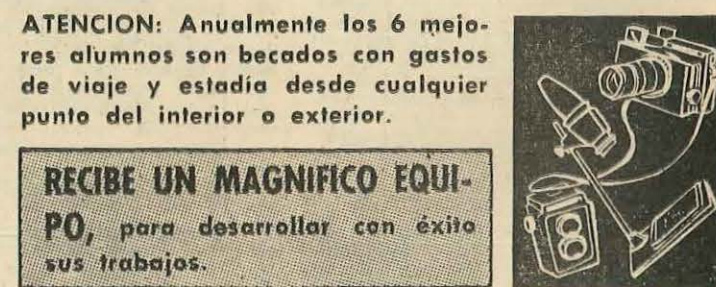 ATENCION: Anualmente los 6 mejo-
res alumnos son becados con gastos
de viaje y estadía desde cualquier
punto del interior o exterior.
RECIBE UN MAGNIFICO EQUI-
PO, para desarrollar con éxito
sus trabajos.